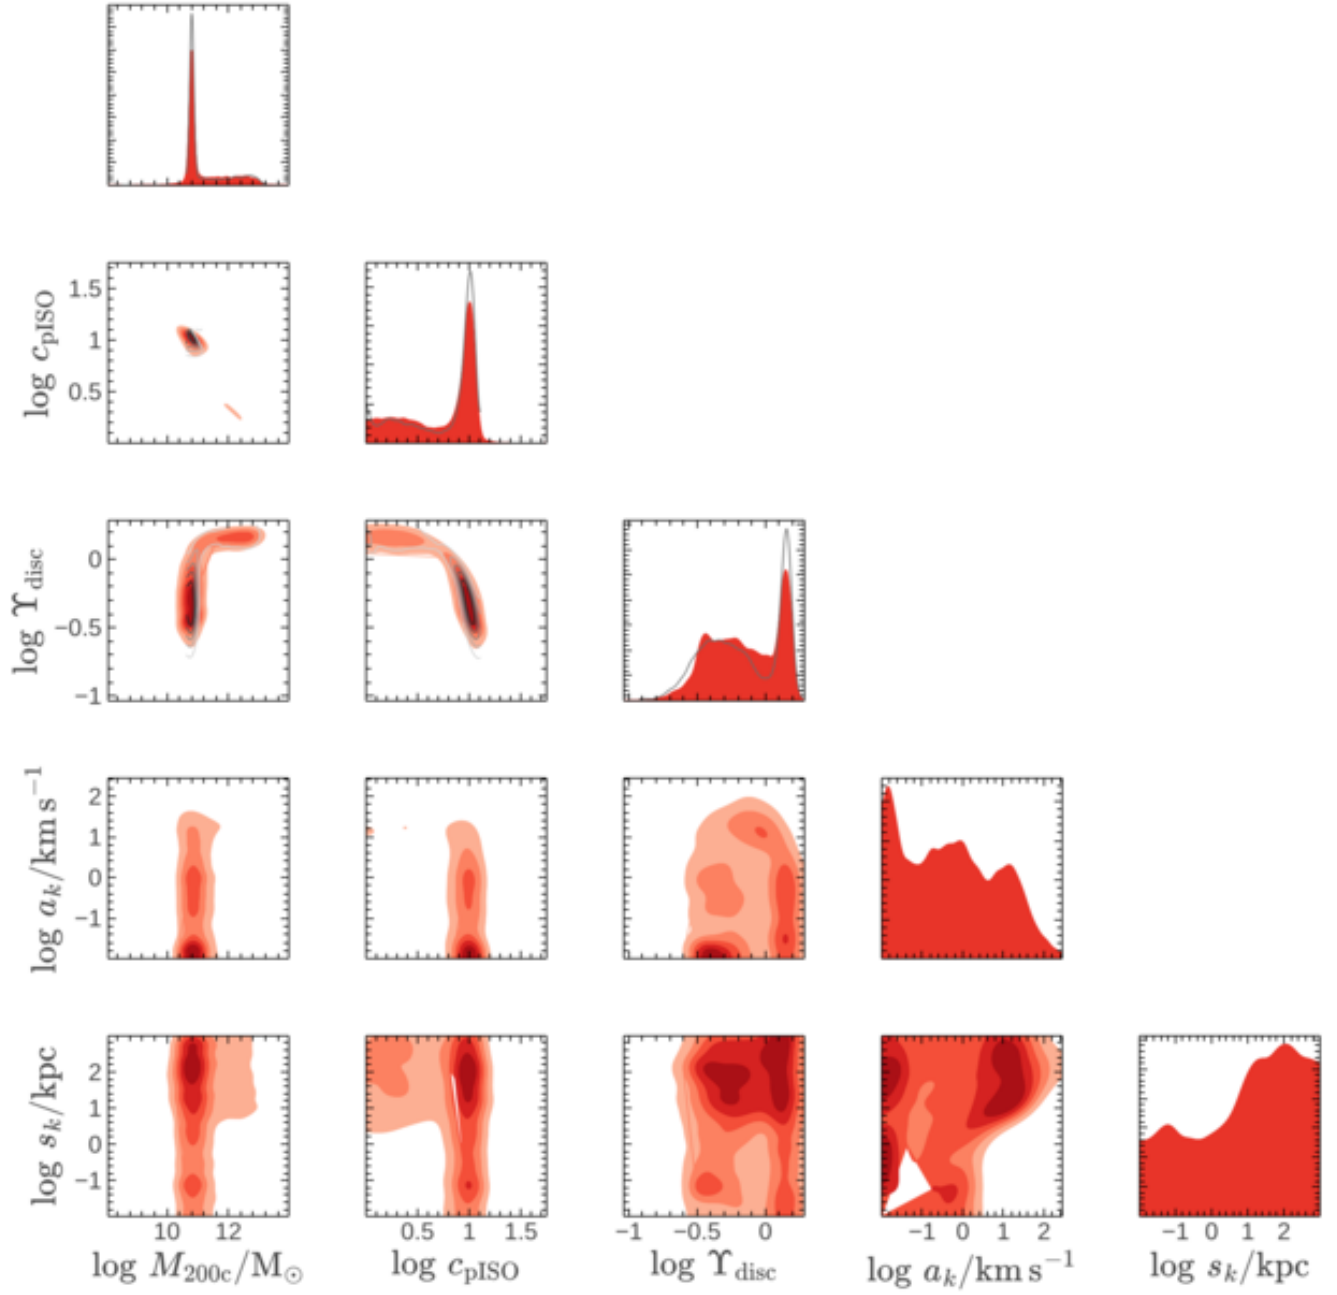 log c_pISO
1.5
1
0.5
log ϒ_disc
0
−0.5
−1
log a_k/km s⁻¹
2
1
0
−1
log s_k/kpc
2
1
0
−1
10 12
0.5 1 1.5
−1 −0.5 0
−1 0 1 2
−1 0 1 2
log M_200c/M_⊙
log c_pISO
log ϒ_disc
log a_k/km s⁻¹
log s_k/kpc